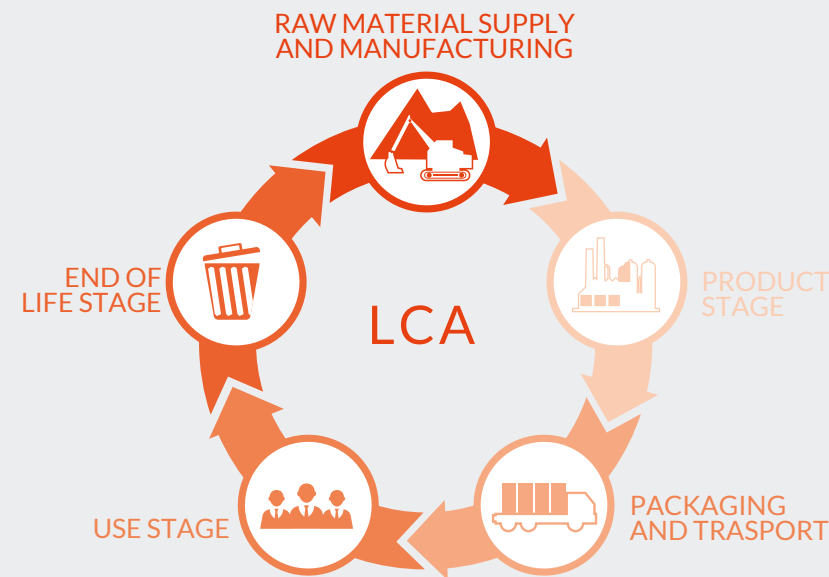 RAW MATERIAL SUPPLY
AND MANUFACTURING
PRODUCT
STAGE
PACKAGING
AND TRASPORT
USE STAGE
END OF
LIFE STAGE
LCA